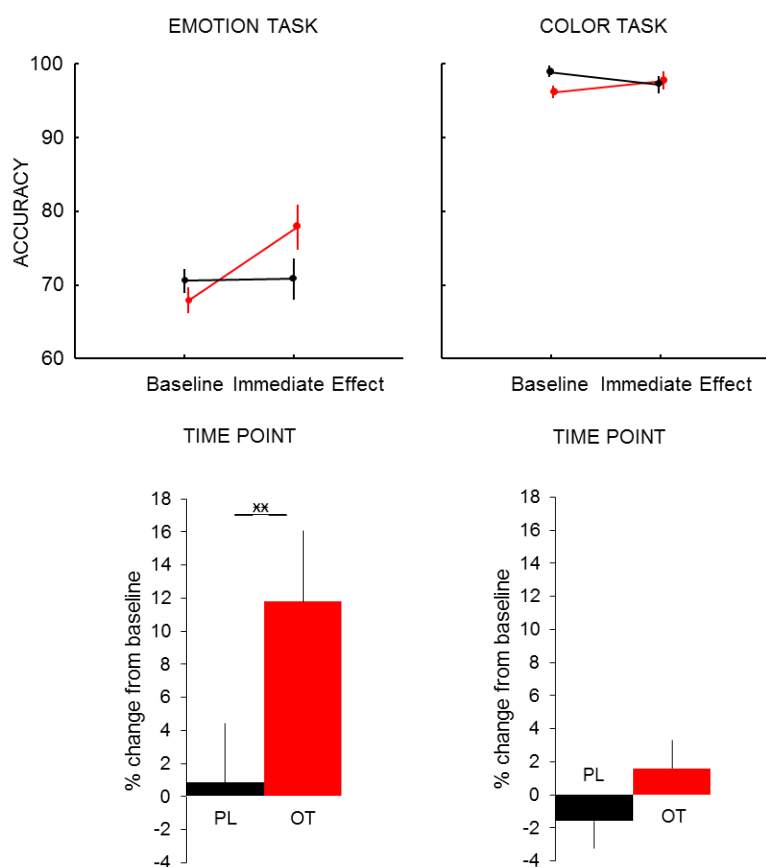 EMOTION TASK
COLOR TASK
ACCURACY
100
90
80
70
60
Baseline Immediate Effect
Baseline Immediate Effect
TIME POINT
TIME POINT
% change from baseline
18
16
14
12
10
8
6
4
2
0
-2
-4
xx
PL
OT
% change from baseline
18
16
14
12
10
8
6
4
2
0
-2
-4
PL
OT